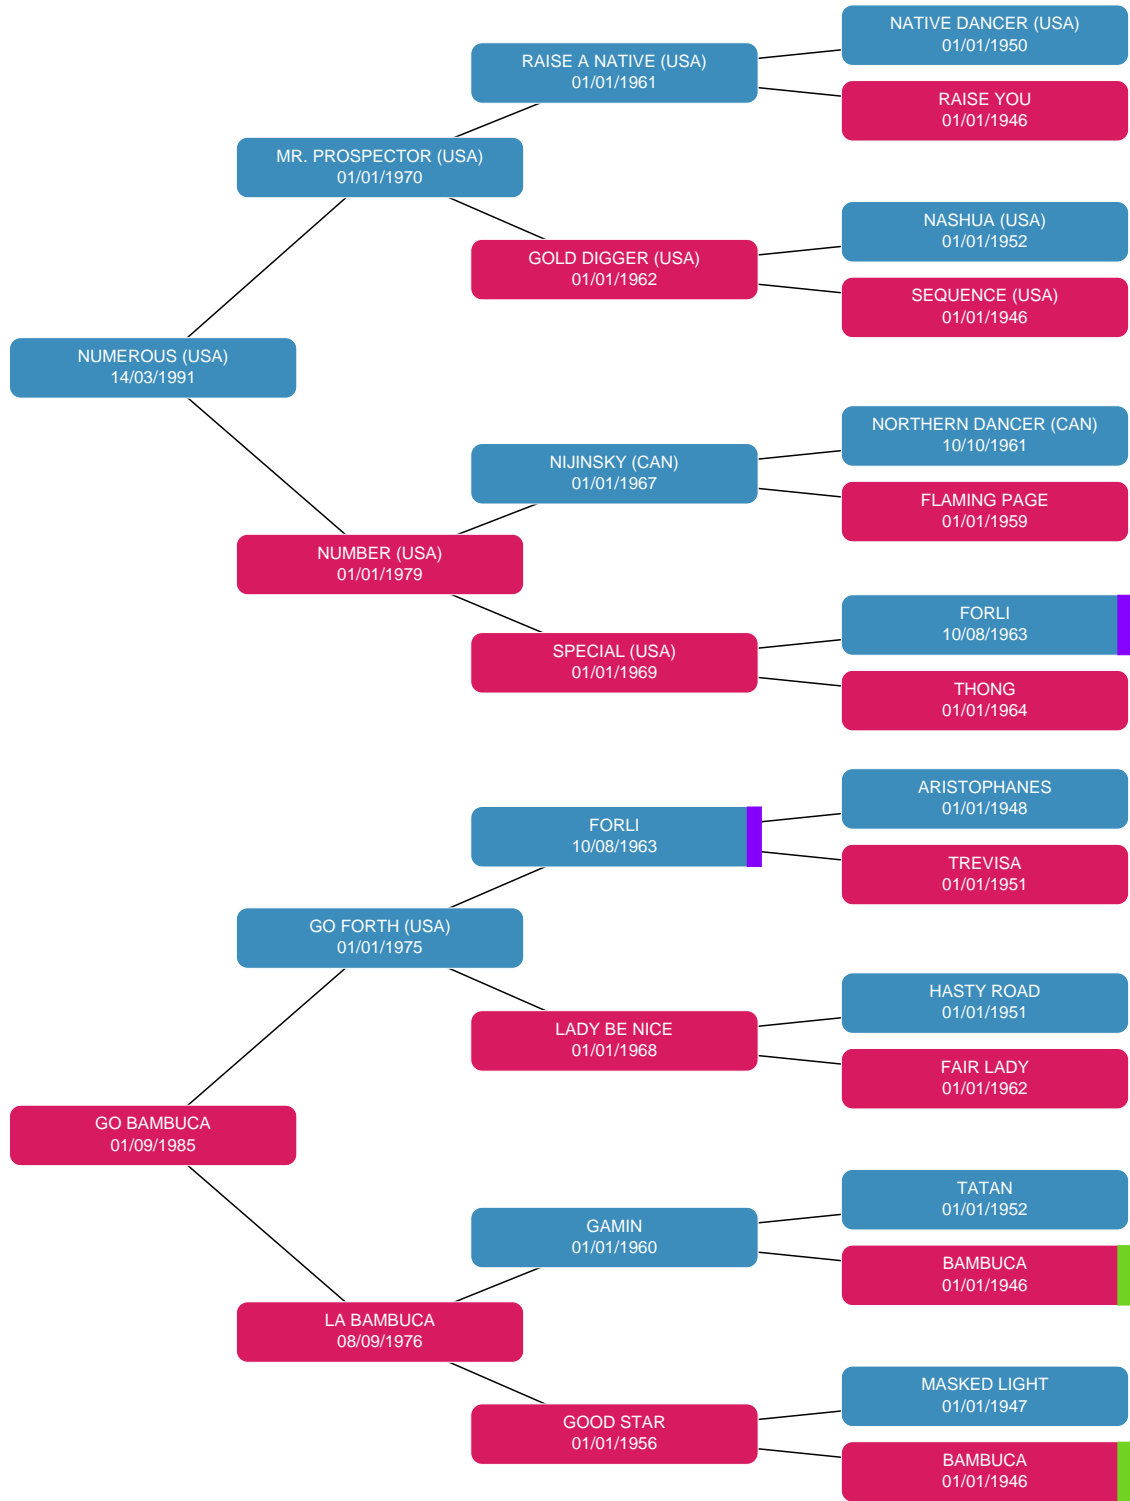 NATIVE DANCER (USA)
01/01/1950
RAISE A NATIVE (USA)
01/01/1961
RAISE YOU
01/01/1946
MR. PROSPECTOR (USA)
01/01/1970
NASHUA (USA)
01/01/1952
GOLD DIGGER (USA)
01/01/1962
SEQUENCE (USA)
01/01/1946
NUMEROUS (USA)
14/03/1991
NORTHERN DANCER (CAN)
10/10/1961
NIJINSKY (CAN)
01/01/1967
FLAMING PAGE
01/01/1959
NUMBER (USA)
01/01/1979
FORLI
10/08/1963
SPECIAL (USA)
01/01/1969
THONG
01/01/1964
ARISTOPHANES
01/01/1948
FORLI
10/08/1963
TREVISA
01/01/1951
GO FORTH (USA)
01/01/1975
HASTY ROAD
01/01/1951
LADY BE NICE
01/01/1968
FAIR LADY
01/01/1962
GO BAMBUCA
01/09/1985
TATAN
01/01/1952
GAMIN
01/01/1960
BAMBUCA
01/01/1946
LA BAMBUCA
08/09/1976
MASKED LIGHT
01/01/1947
GOOD STAR
01/01/1956
BAMBUCA
01/01/1946